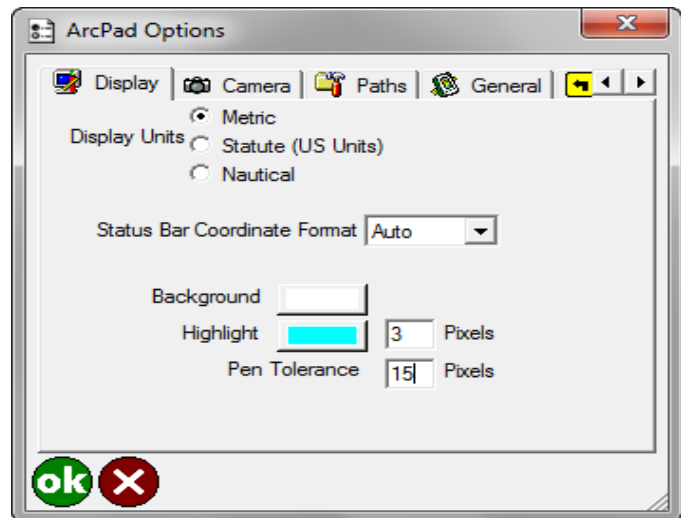 ArcPad Options
Display Camera Paths General
Metric
Display Units
Statute (US Units)
Nautical
Status Bar Coordinate Format Auto
Background
Highlight 3 Pixels
Pen Tolerance 15 Pixels
ok